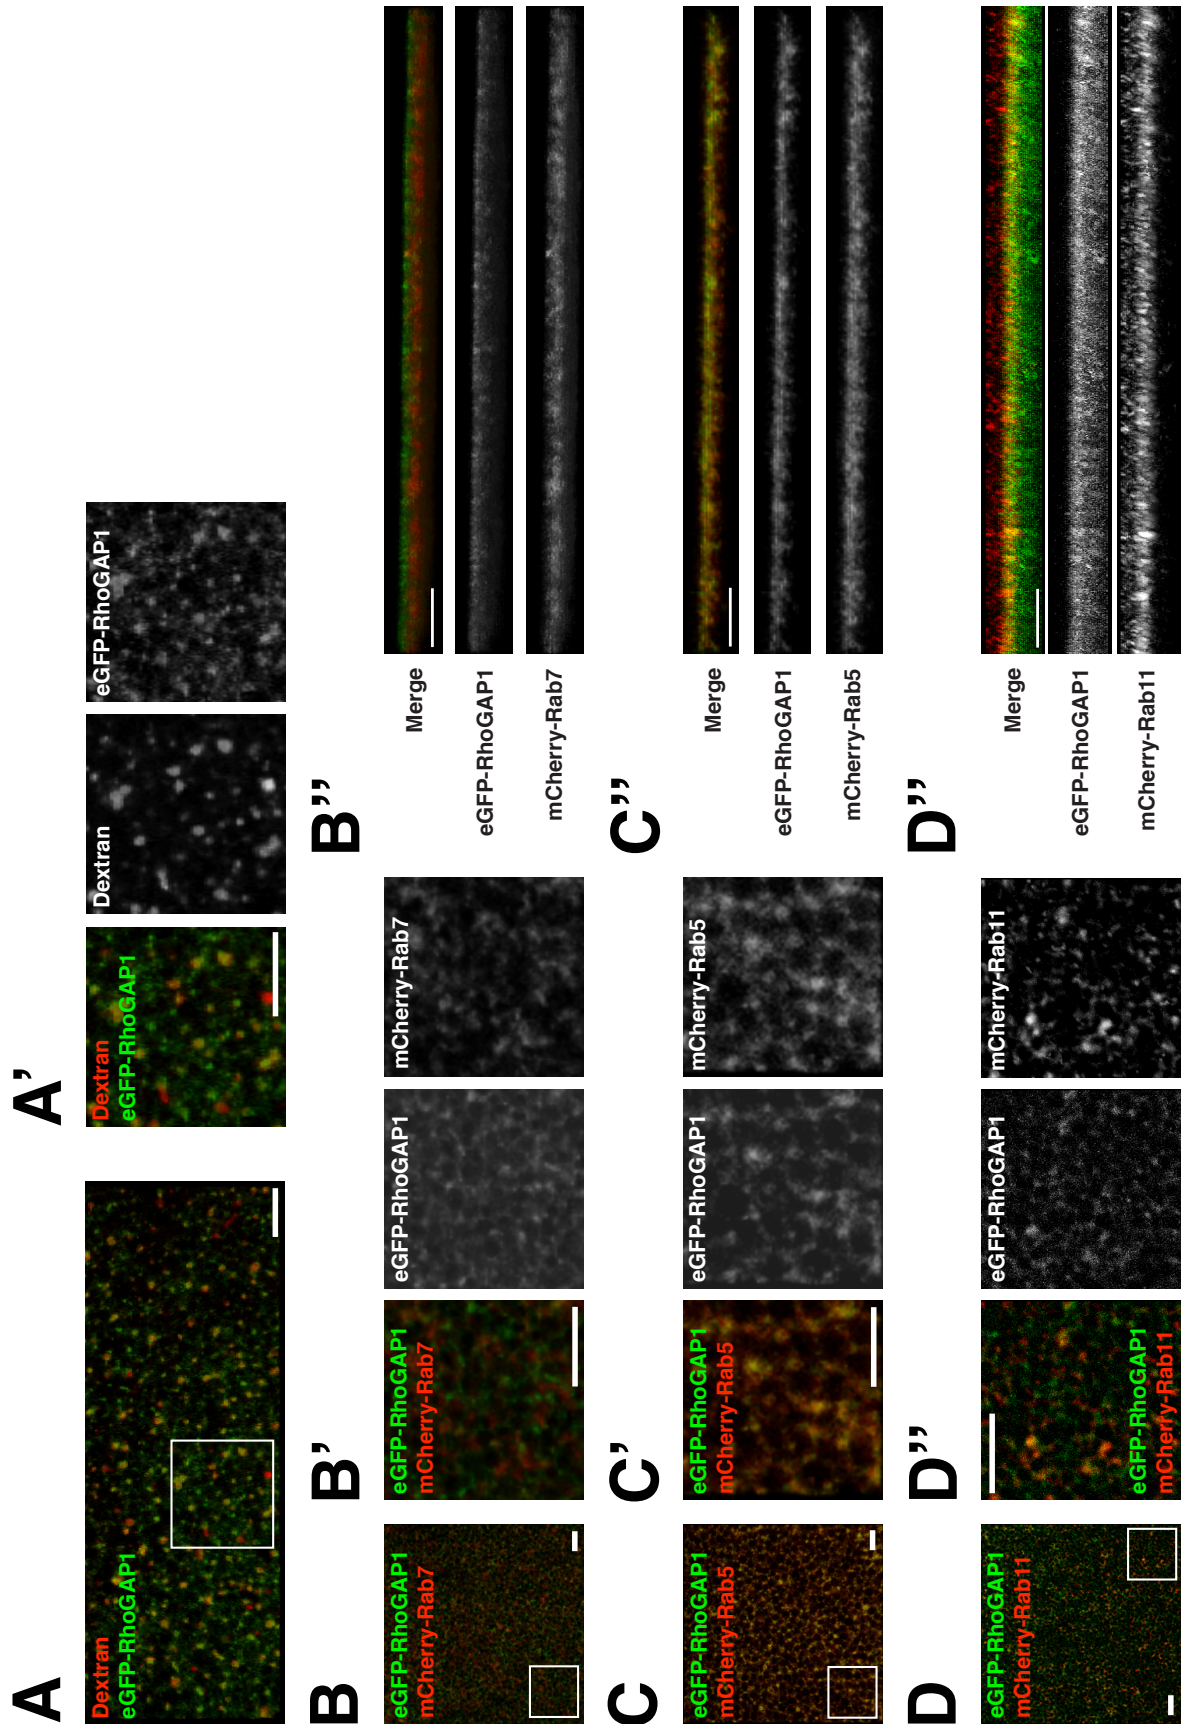 A
Dextran
eGFP-RhoGAP1
A’
Dextran
eGFP-RhoGAP1
Dextran
eGFP-RhoGAP1
B
eGFP-RhoGAP1
mCherry-Rab7
B’
eGFP-RhoGAP1
mCherry-Rab7
eGFP-RhoGAP1
mCherry-Rab7
B’’
Merge
eGFP-RhoGAP1
mCherry-Rab7
C
eGFP-RhoGAP1
mCherry-Rab5
C’
eGFP-RhoGAP1
mCherry-Rab5
eGFP-RhoGAP1
mCherry-Rab5
C’’
Merge
eGFP-RhoGAP1
mCherry-Rab5
D
eGFP-RhoGAP1
mCherry-Rab11
D’’
eGFP-RhoGAP1
mCherry-Rab11
eGFP-RhoGAP1
mCherry-Rab11
D’’
Merge
eGFP-RhoGAP1
mCherry-Rab11